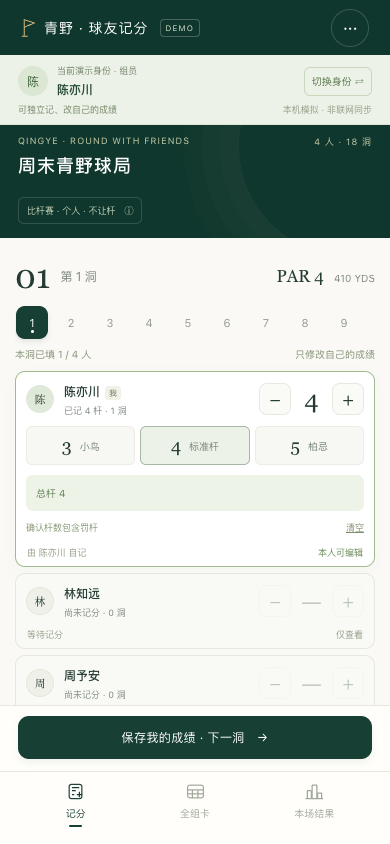 青野 · 球友记分 DEMO
陈 当前演示身份 · 组员
陈亦川
切换身份 ⇌
可独立记、改自己的成绩 本机模拟 · 非联网同步
QINGYE · ROUND WITH FRIENDS 4 人 · 18 洞
周末青野球局
比杆赛 · 个人 · 不让杆 ⓘ
01 第 1 洞 PAR 4 410 YDS
1 2 3 4 5 6 7 8 9
本洞已填 1 / 4 人 只修改自己的成绩
陈 陈亦川 我
已记 4 杆 · 1 洞
− 4 +
3 小鸟 4 标准杆 5 柏忌
总杆 4
确认杆数包含罚杆 清空
由 陈亦川 自记 本人可编辑
林 林知远
尚未记分 · 0 洞
− — +
等待记分 仅查看
周 周予安
尚未记分 · 0 洞
− — +
保存我的成绩 · 下一洞 →
记分 全组卡 本场结果